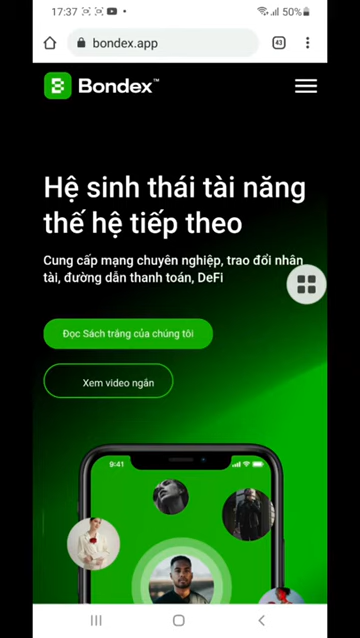 17:37
50%
bondex.app
43
Bondex™
Hệ sinh thái tài năng
thế hệ tiếp theo
Cung cấp mạng chuyên nghiệp, trao đổi nhân
tài, đường dẫn thanh toán, DeFi
Đọc Sách trắng của chúng tôi
Xem video ngắn
9:41